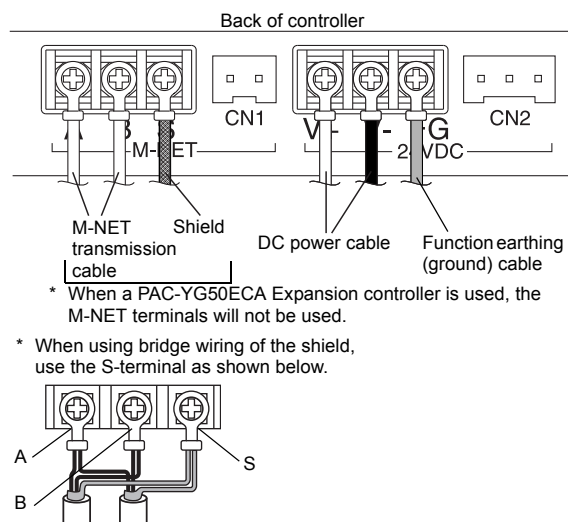 Back of controller
CN1
CN2
M-NET
24VDC
M-NET
transmission
cable
Shield
DC power cable
Function earthing
(ground) cable
* When a PAC-YG50ECA Expansion controller is used, the
M-NET terminals will not be used.
* When using bridge wiring of the shield,
use the S-terminal as shown below.
A
S
B